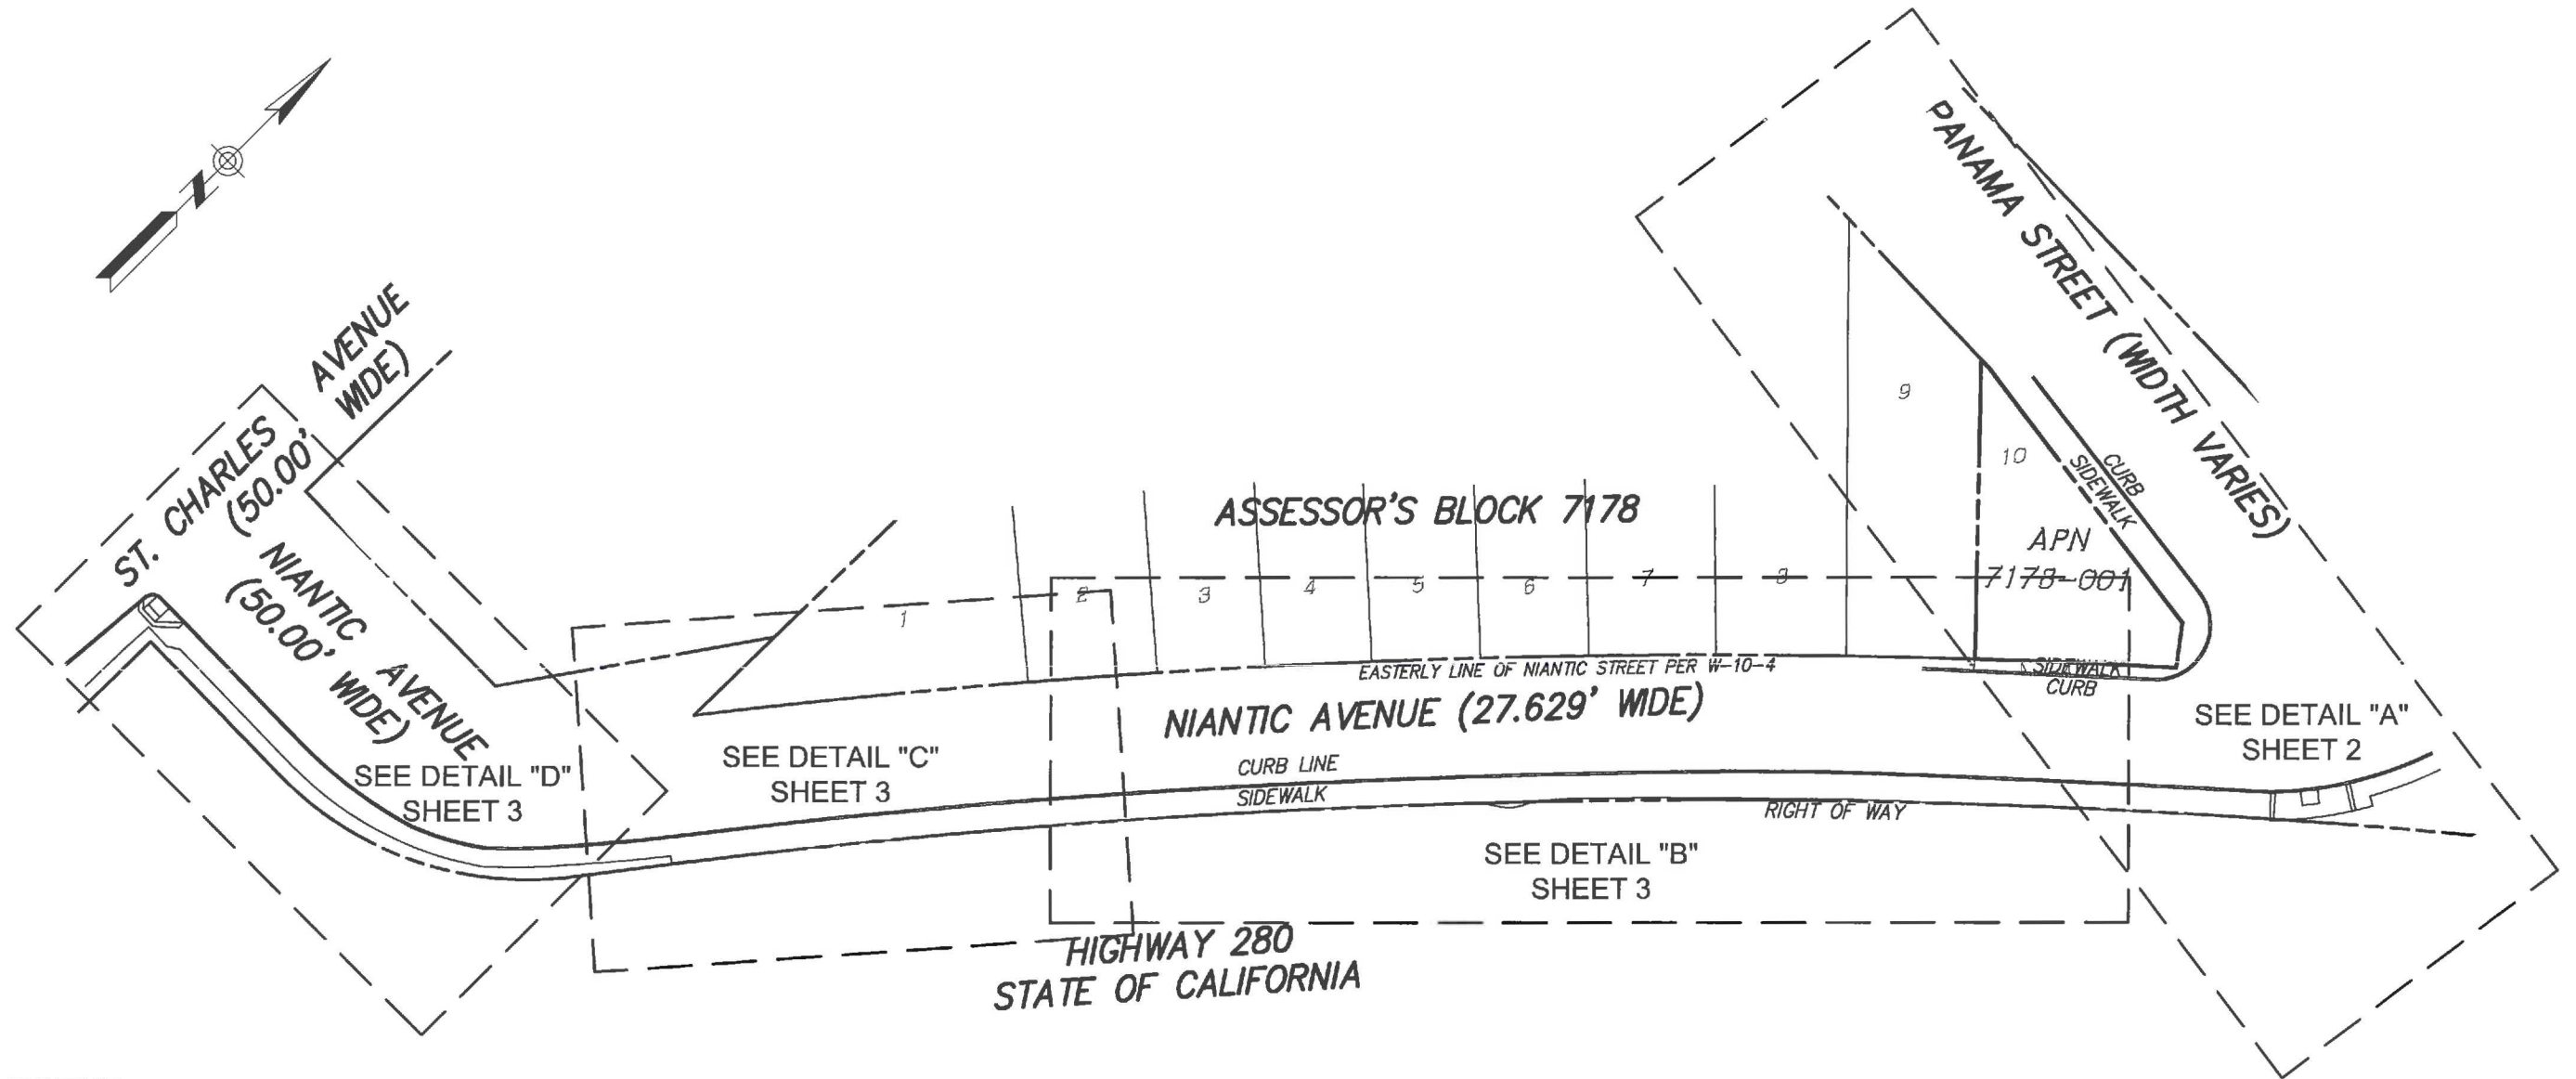 N
PANAMA STREET (WIDTH VARIES)
ST. CHARLES AVENUE
(50.00' WIDE)
NIANTIC AVENUE
(50.00' WIDE)
9
10
CURB
SIDEWALK
ASSESSOR'S BLOCK 7178
APN
7178-001
1
2
3
4
5
6
7
8
EASTERLY LINE OF NIANTIC STREET PER W-10-4
SIDEWALK
CURB
NIANTIC AVENUE (27.629' WIDE)
SEE DETAIL "A"
SHEET 2
SEE DETAIL "C"
SHEET 3
SEE DETAIL "D"
SHEET 3
CURB LINE
SIDEWALK
RIGHT OF WAY
SEE DETAIL "B"
SHEET 3
HIGHWAY 280
STATE OF CALIFORNIA